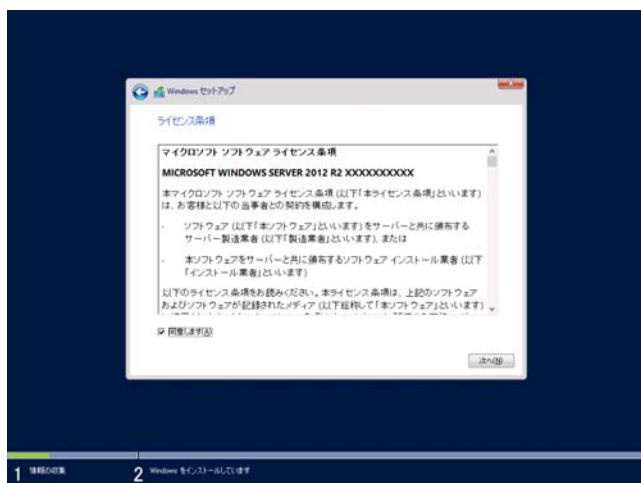 Windows セットアップ
ライセンス条項
マイクロソフト ソフトウェア ライセンス条項
MICROSOFT WINDOWS SERVER 2012 R2 XXXXXXXXXX
本マイクロソフト ソフトウェア ライセンス条項 (以下「本ライセンス条項」といいます)
は、お客様と以下の当事者との契約を構成します。
- ソフトウェア (以下「本ソフトウェア」といいます) をサーバーと共に頒布する
サーバー製造業者 (以下「製造業者」といいます)、または
- 本ソフトウェアをサーバーと共に頒布するソフトウェア インストール業者 (以下
「インストール業者」といいます)
以下のライセンス条項をお読みください。本ライセンス条項は、上記のソフトウェア
およびソフトウェアが記録されたメディア (以下総称して「本ソフトウェア」といいます)
同意します(A)
次へ(N)
1 情報の収集
2 Windows をインストールしています